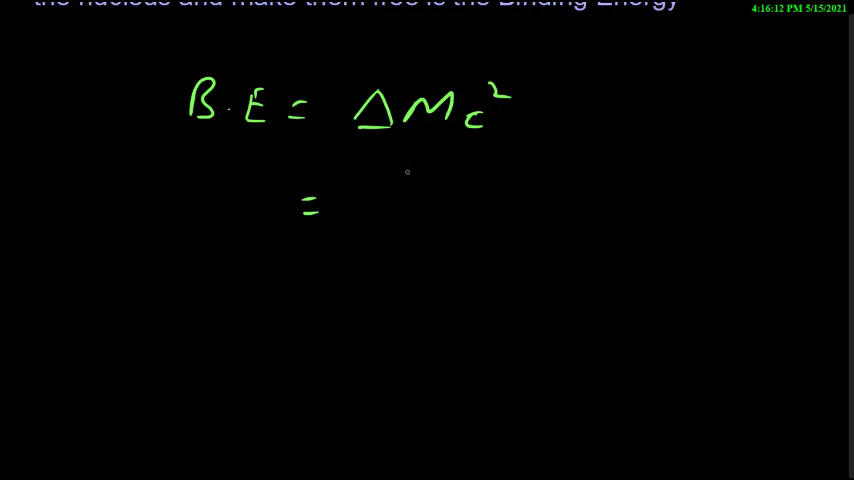 4:16:12 PM 5/15/2021
the nucleus and make them free is the Binding Energy
B.E = ΔMc²
=